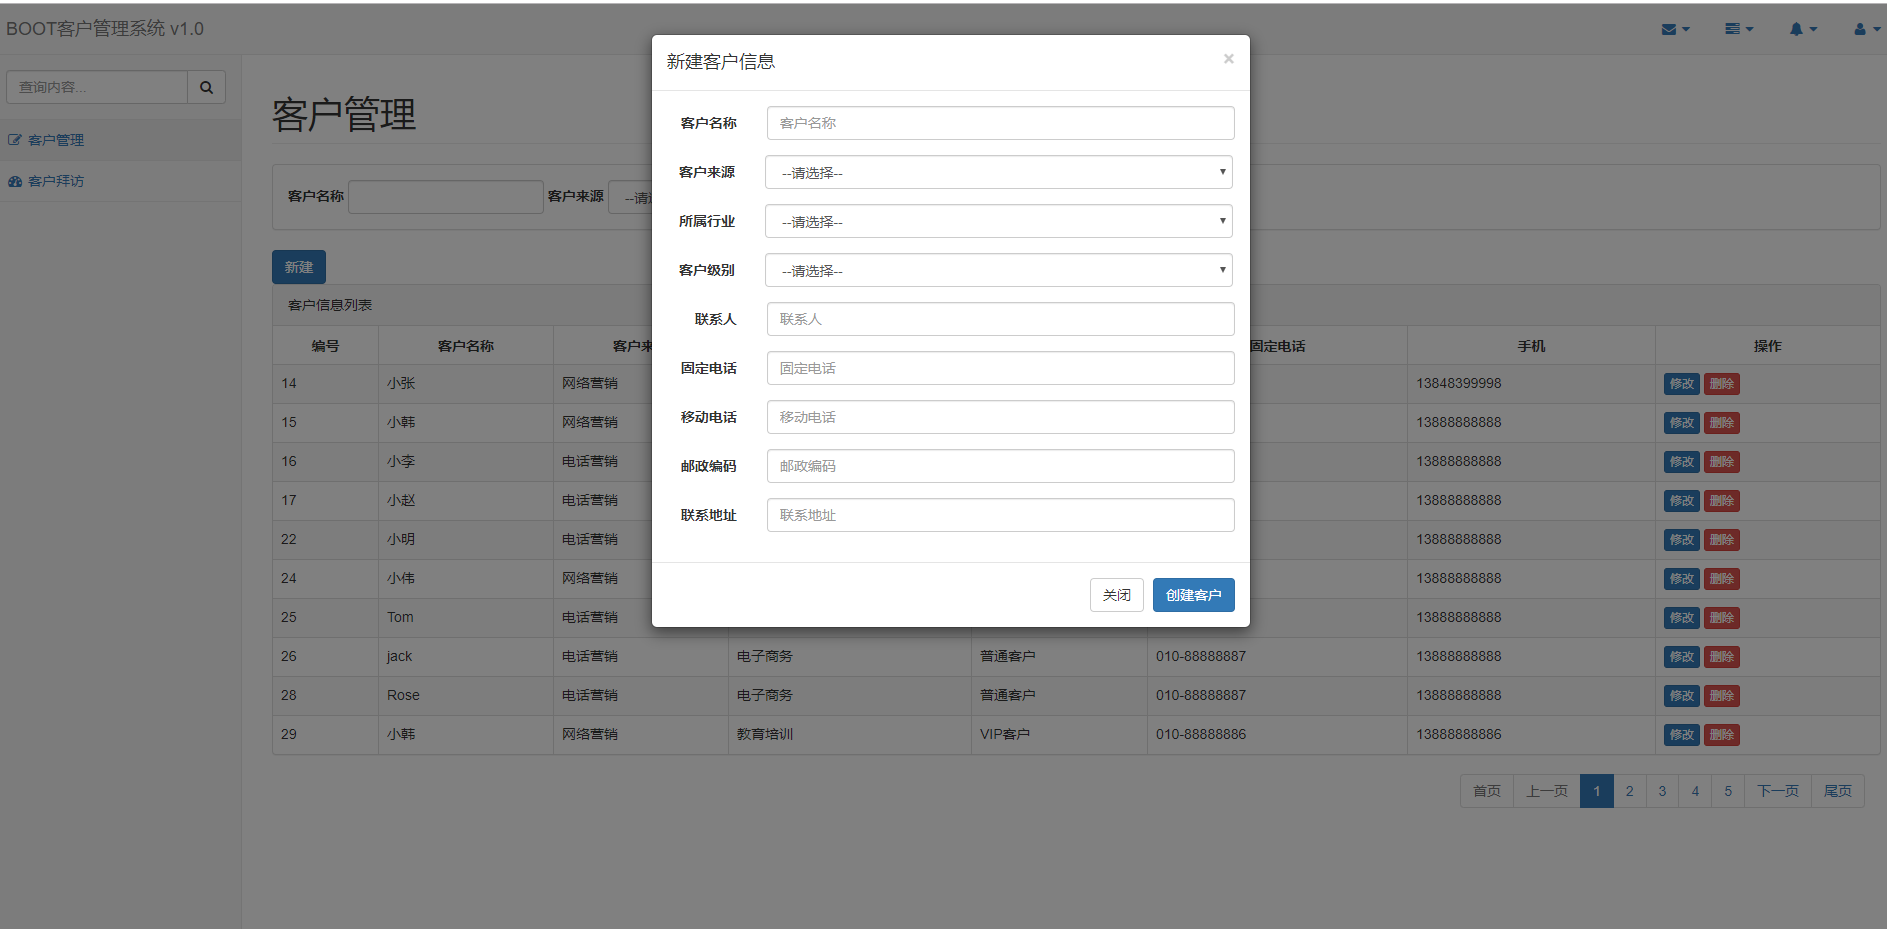 BOOT客户管理系统 v1.0
查询内容...
客户管理
客户拜访
客户管理
客户名称 客户来源 --请
新建
客户信息列表
编号 客户名称 客户来 固定电话 手机 操作
14 小张 网络营销 13848399998 修改 删除
15 小韩 网络营销 13888888888 修改 删除
16 小李 电话营销 13888888888 修改 删除
17 小赵 电话营销 13888888888 修改 删除
22 小明 电话营销 13888888888 修改 删除
24 小伟 网络营销 13888888888 修改 删除
25 Tom 电话营销 13888888888 修改 删除
26 jack 电话营销 电子商务 普通客户 010-88888887 13888888888 修改 删除
28 Rose 电话营销 电子商务 普通客户 010-88888887 13888888888 修改 删除
29 小韩 网络营销 教育培训 VIP客户 010-88888886 13888888886 修改 删除
首页 上一页 1 2 3 4 5 下一页 尾页
新建客户信息 ×
客户名称 客户名称
客户来源 --请选择--
所属行业 --请选择--
客户级别 --请选择--
联系人 联系人
固定电话 固定电话
移动电话 移动电话
邮政编码 邮政编码
联系地址 联系地址
关闭 创建客户